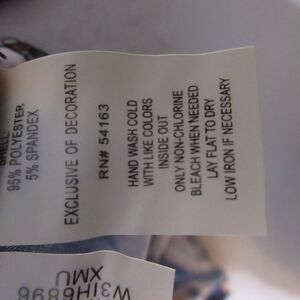 SHELL:
95% POLYESTER
5% SPANDEX
EXCLUSIVE OF DECORATION
RN# 54163
HAND WASH COLD
WITH LIKE COLORS
INSIDE OUT
ONLY NON-CHLORINE
BLEACH WHEN NEEDED
LAY FLAT TO DRY
LOW IRON IF NECESSARY
W31H6896
XMU